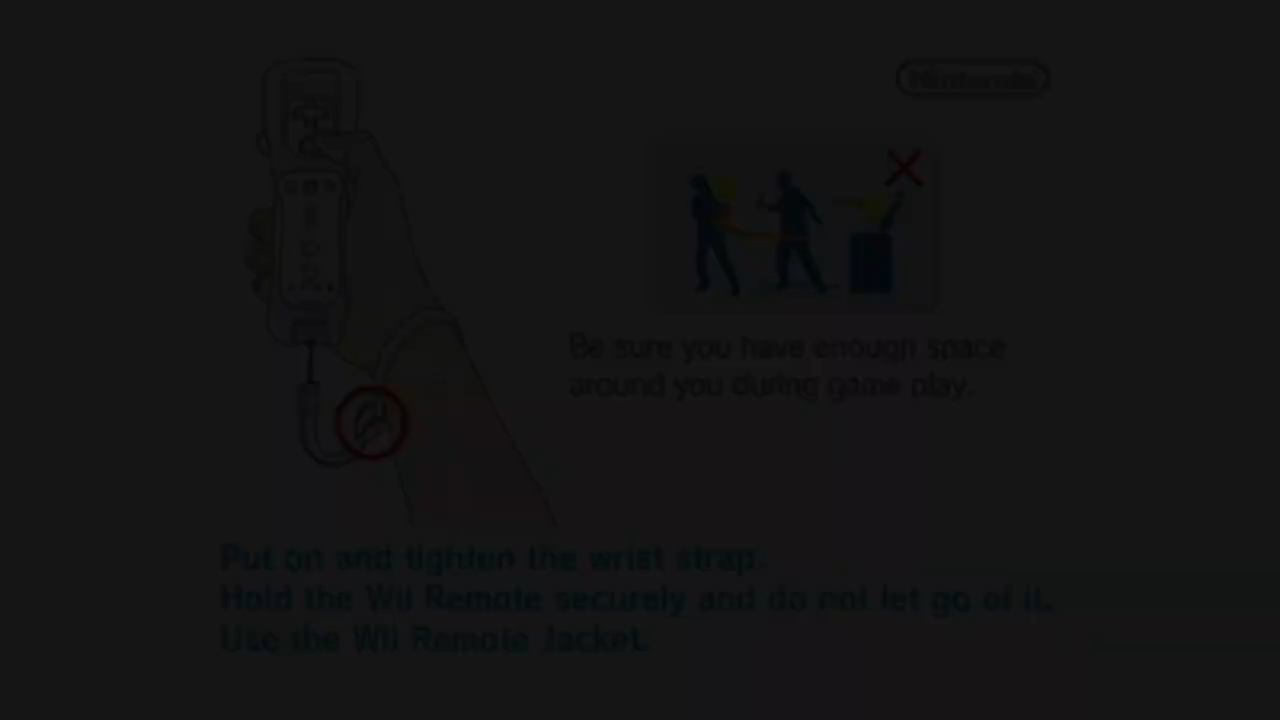 Nintendo
Be sure you have enough space
around you during game play.
Put on and tighten the wrist strap.
Hold the Wii Remote securely and do not let go of it.
Use the Wii Remote Jacket.